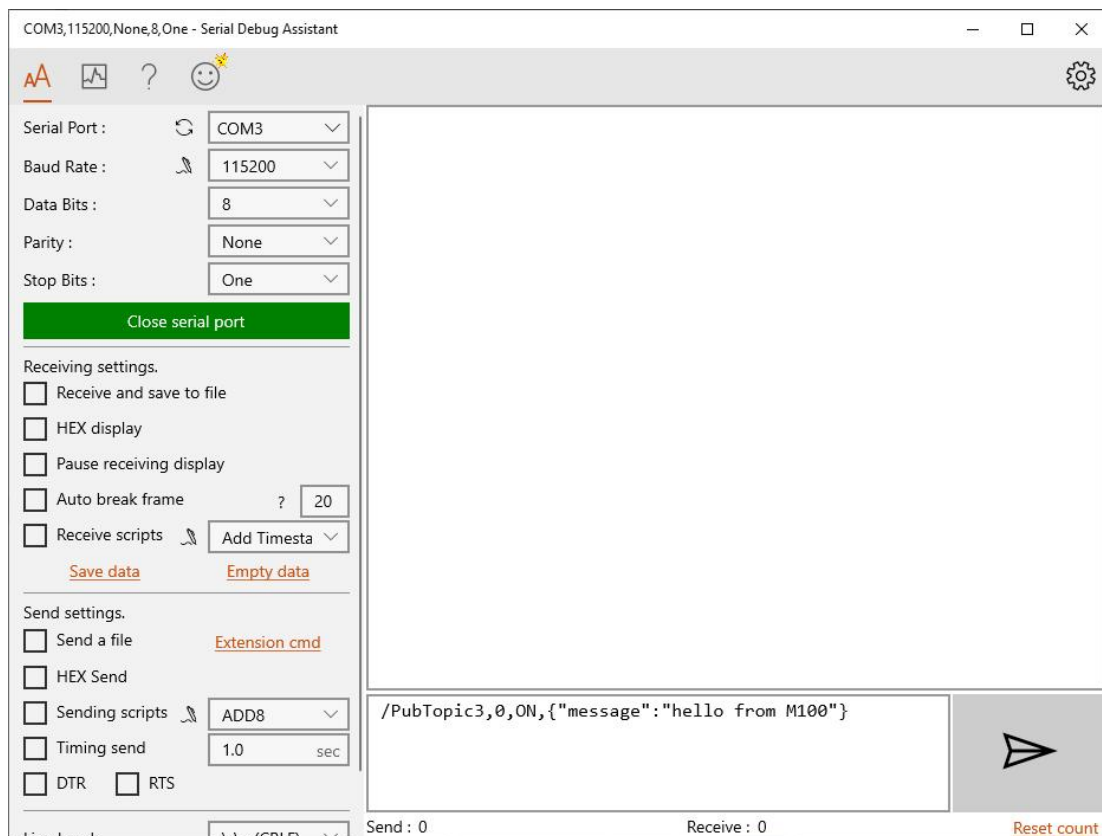 COM3,115200,None,8,One - Serial Debug Assistant
AA
Serial Port :
COM3
Baud Rate :
115200
Data Bits :
8
Parity :
None
Stop Bits :
One
Close serial port
Receiving settings.
Receive and save to file
HEX display
Pause receiving display
Auto break frame
?
20
Receive scripts
Add Timesta
Save data
Empty data
Send settings.
Send a file
Extension cmd
HEX Send
Sending scripts
ADD8
Timing send
1.0
sec
DTR
RTS
/PubTopic3,0,ON,{"message":"hello from M100"}
Send : 0
Receive : 0
Reset count